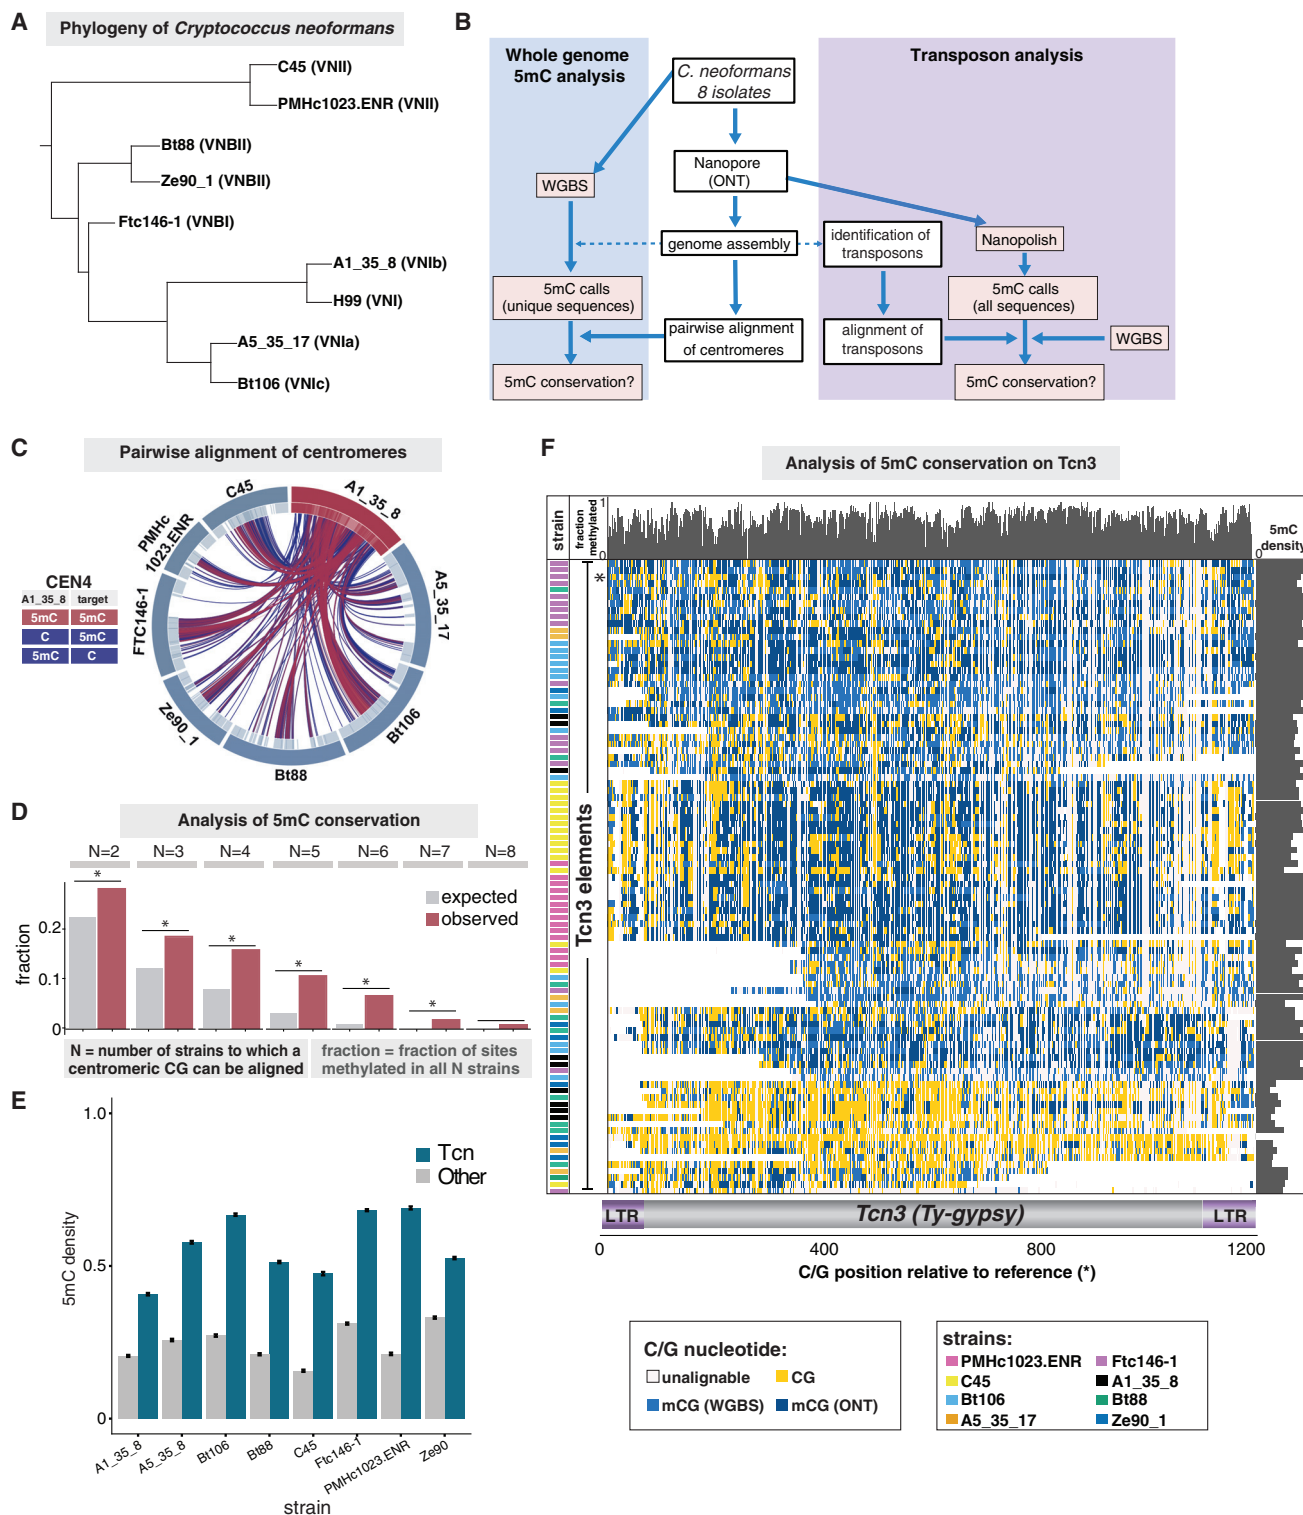 A
Phylogeny of Cryptococcus neoformans
C45 (VNII)
PMHc1023.ENR (VNII)
Bt88 (VNBII)
Ze90_1 (VNBII)
Ftc146-1 (VNBI)
A1_35_8 (VNIb)
H99 (VNI)
A5_35_17 (VNIa)
Bt106 (VNIc)
B
Whole genome
5mC analysis
Transposon analysis
C. neoformans
8 isolates
Nanopore
(ONT)
WGBS
genome assembly
identification of
transposons
Nanopolish
5mC calls
(unique sequences)
5mC calls
(all sequences)
pairwise alignment
of centromeres
alignment of
transposons
WGBS
5mC conservation?
5mC conservation?
C
Pairwise alignment of centromeres
C45
A1_35_8
PMHc
1023.ENR
A5_35_17
FTC146-1
Ze90_1
Bt88
Bt106
CEN4
A1_35_8 target
5mC 5mC
C 5mC
5mC C
D
Analysis of 5mC conservation
N=2 N=3 N=4 N=5 N=6 N=7 N=8
* * * * * *
expected
observed
fraction
0.2
0.1
0
N = number of strains to which a
centromeric CG can be aligned
fraction = fraction of sites
methylated in all N strains
E
1.0
0.5
0
5mC density
Tcn
Other
A1_35_8
A5_35_8
Bt106
Bt88
C45
Ftc146-1
PMHc1023.ENR
Ze90
strain
F
Analysis of 5mC conservation on Tcn3
strain
fraction
methylated
1
0
0
5mC
density
*
Tcn3 elements
LTR
Tcn3 (Ty-gypsy)
LTR
0 400 800 1200
C/G position relative to reference (*)
C/G nucleotide:
unalignable
CG
mCG (WGBS)
mCG (ONT)
strains:
PMHc1023.ENR
Ftc146-1
C45
A1_35_8
Bt106
Bt88
A5_35_17
Ze90_1